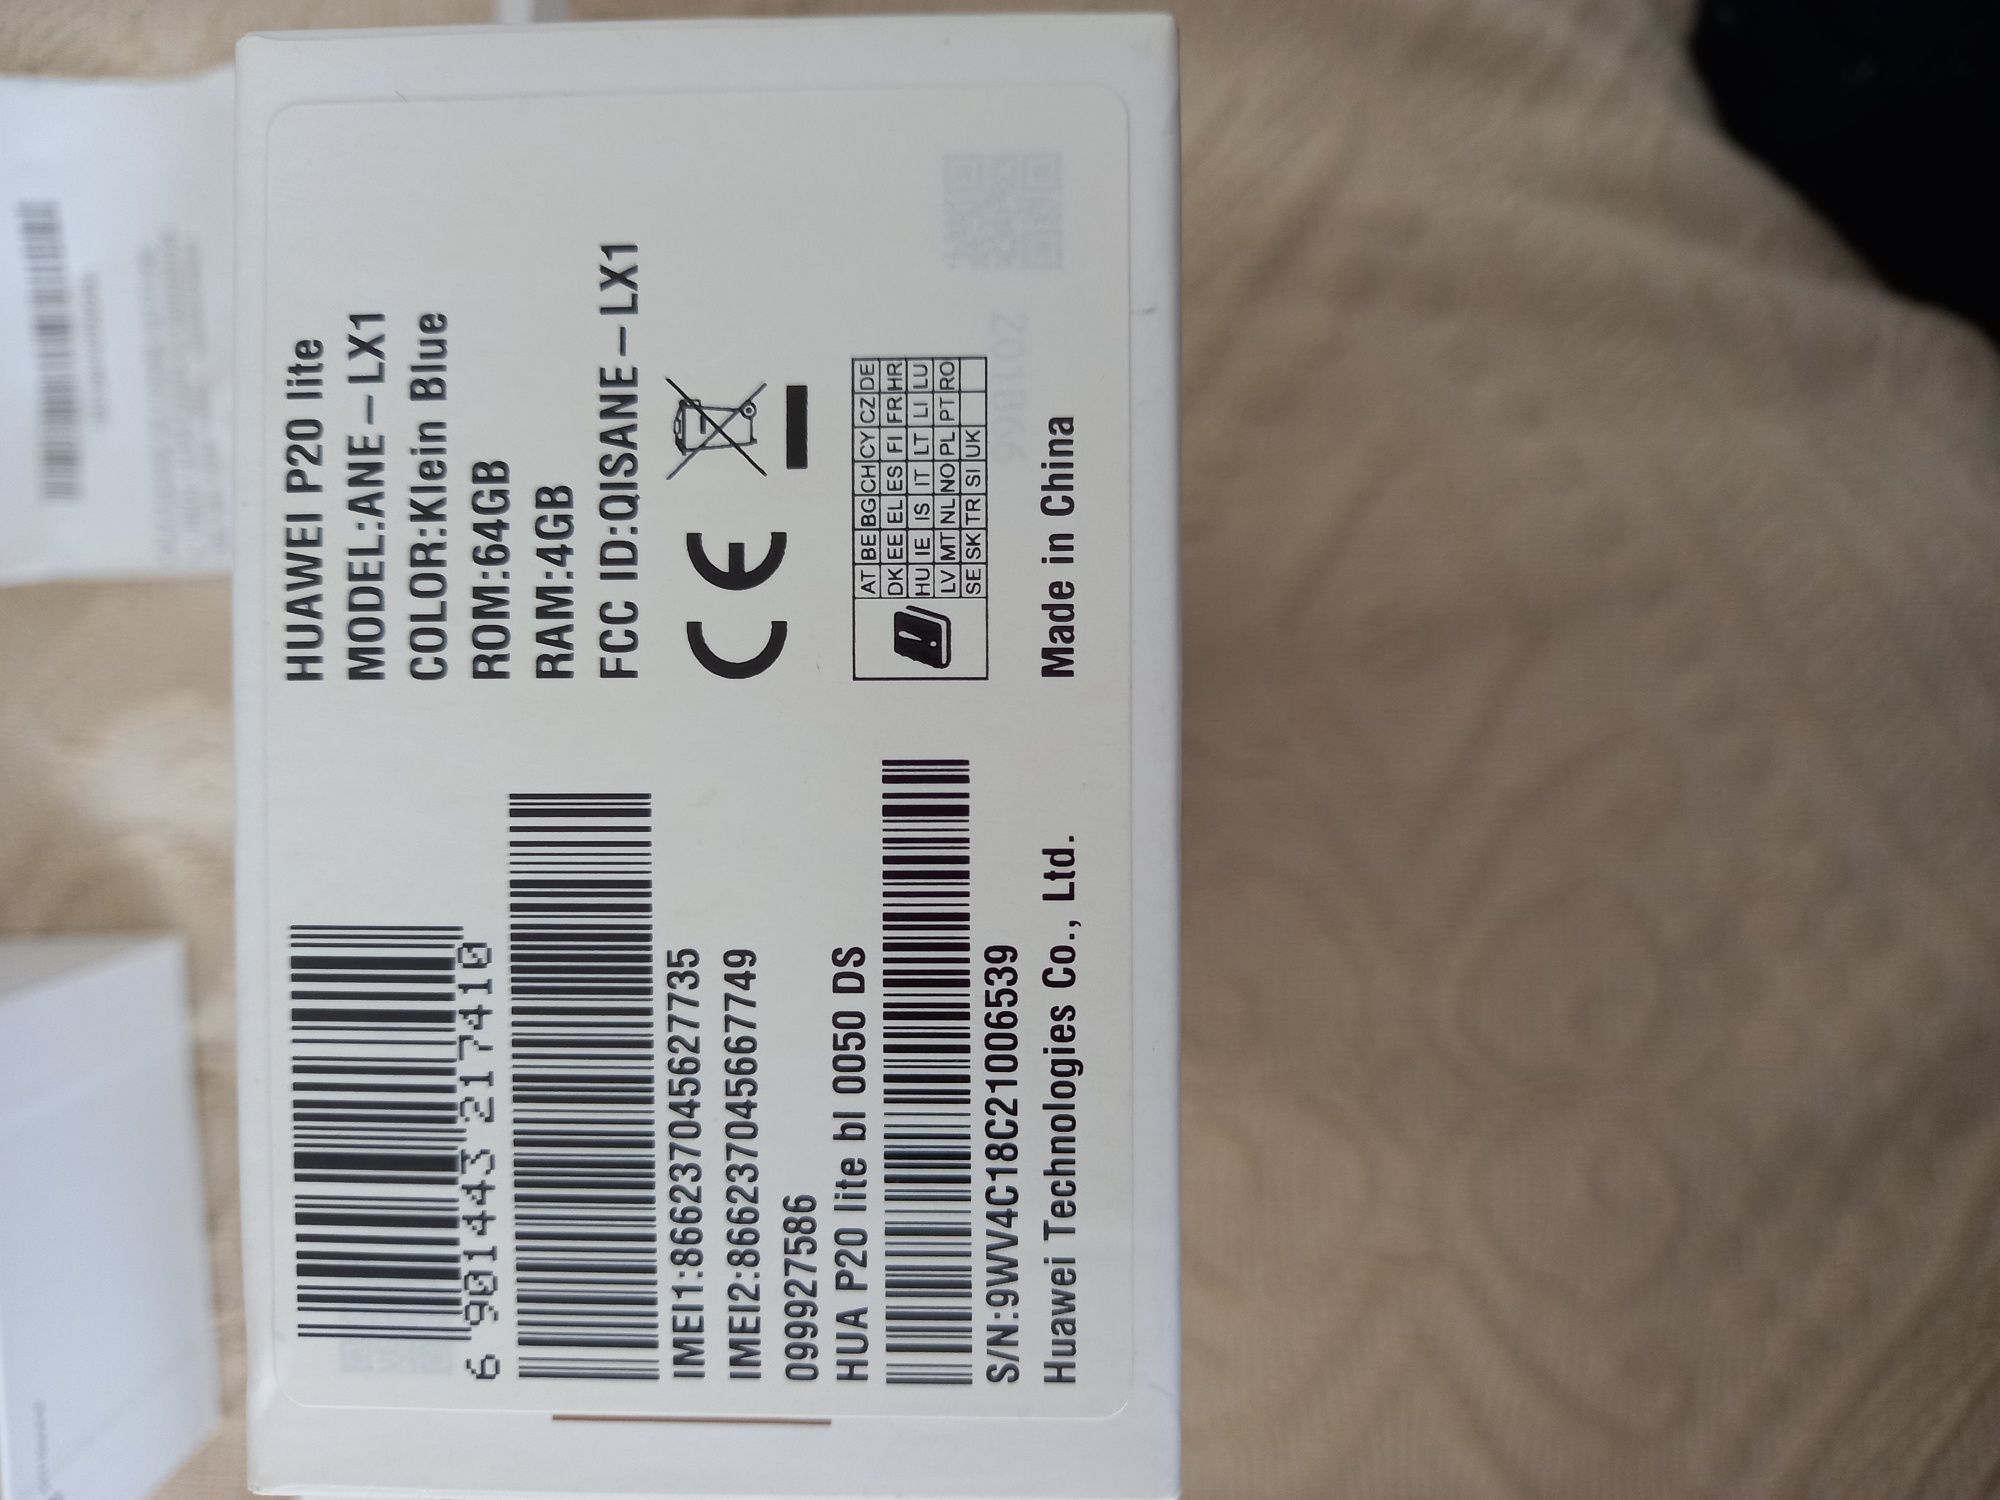 HUAWEI P20 lite
MODEL:ANE-LX1
COLOR:Klein Blue
ROM:64GB
RAM:4GB
FCC ID:QISANE-LX1
CE
AT BE BG CH CY CZ DE
DK EE EL ES FI FR HR
HU IE IS IT LT LI LU
LV MT NL NO PL PT RO
SE SK TR SI UK
Made in China
6 901443 217410
IMEI1:866237045627735
IMEI2:866237045667749
099927586
HUA P20 lite bl 0050 DS
S/N:9WV4C18C21006539
Huawei Technologies Co., Ltd.